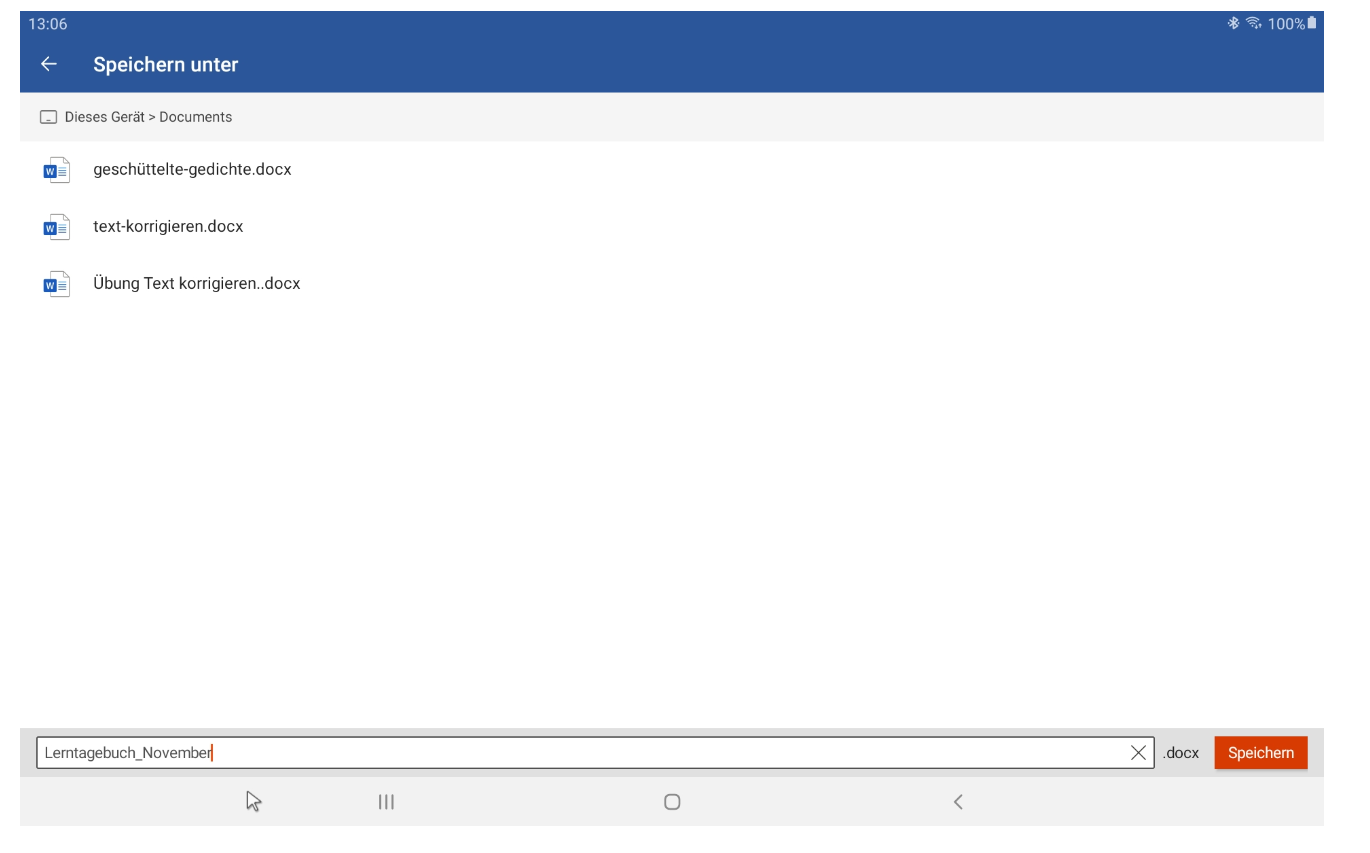 13:06
100%
Speichern unter
Dieses Gerät > Documents
geschüttelte-gedichte.docx
text-korrigieren.docx
Übung Text korrigieren..docx
Lerntagebuch_November .docx Speichern